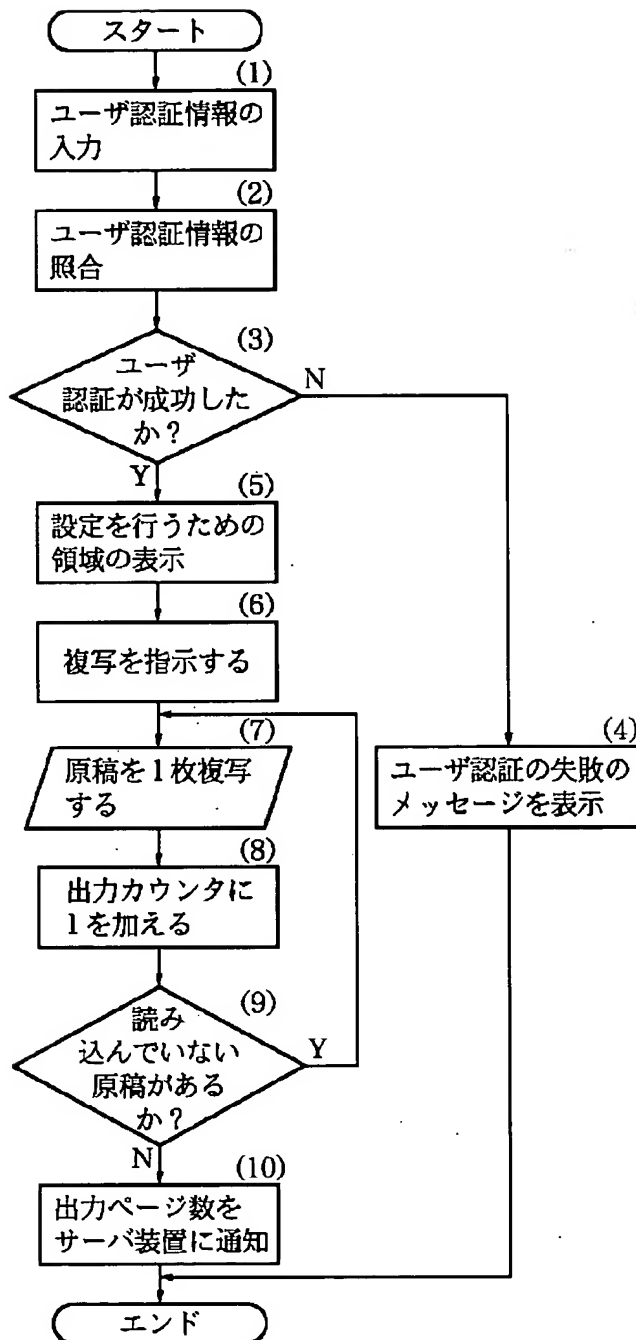 スタート
(1)
ユーザ認証情報の
入力
(2)
ユーザ認証情報の
照合
(3)
ユーザ
認証が成功した
か?
N
Y
(5)
設定を行うための
領域の表示
(6)
複写を指示する
(7)
原稿を1枚複写
する
(4)
ユーザ認証の失敗の
メッセージを表示
(8)
出力カウンタに
1を加える
(9)
読み
込んでいない
原稿がある
か?
Y
N
(10)
出力ページ数を
サーバ装置に通知
エンド